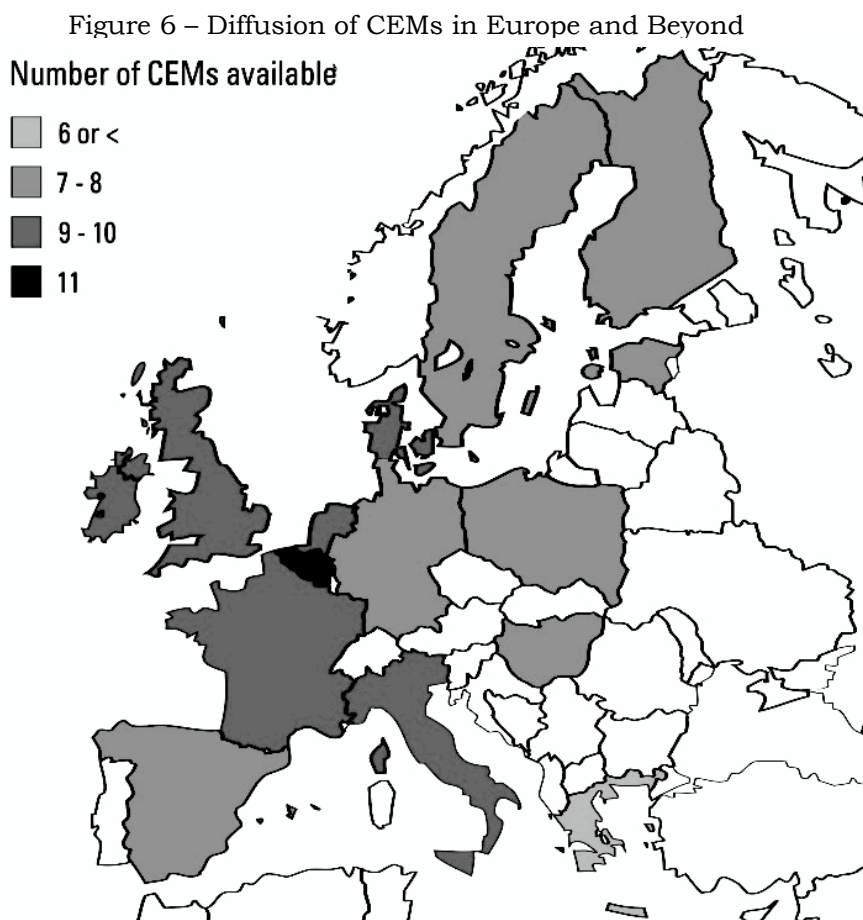 Figure 6 – Diffusion of CEMs in Europe and Beyond
Number of CEMs available
6 or <
7 - 8
9 - 10
11